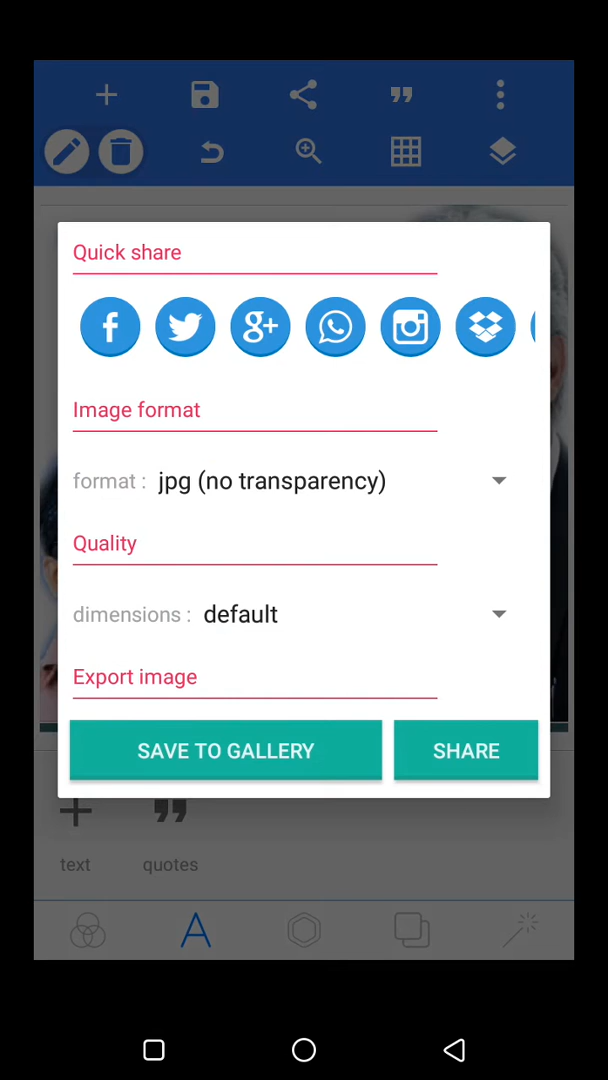 Quick share
Image format
format : jpg (no transparency)
Quality
dimensions : default
Export image
SAVE TO GALLERY SHARE
text quotes